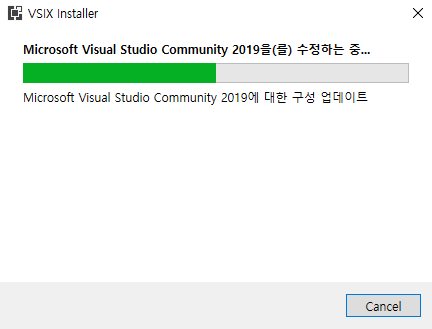 VSIX Installer
Microsoft Visual Studio Community 2019을(를) 수정하는 중...
Microsoft Visual Studio Community 2019에 대한 구성 업데이트
Cancel